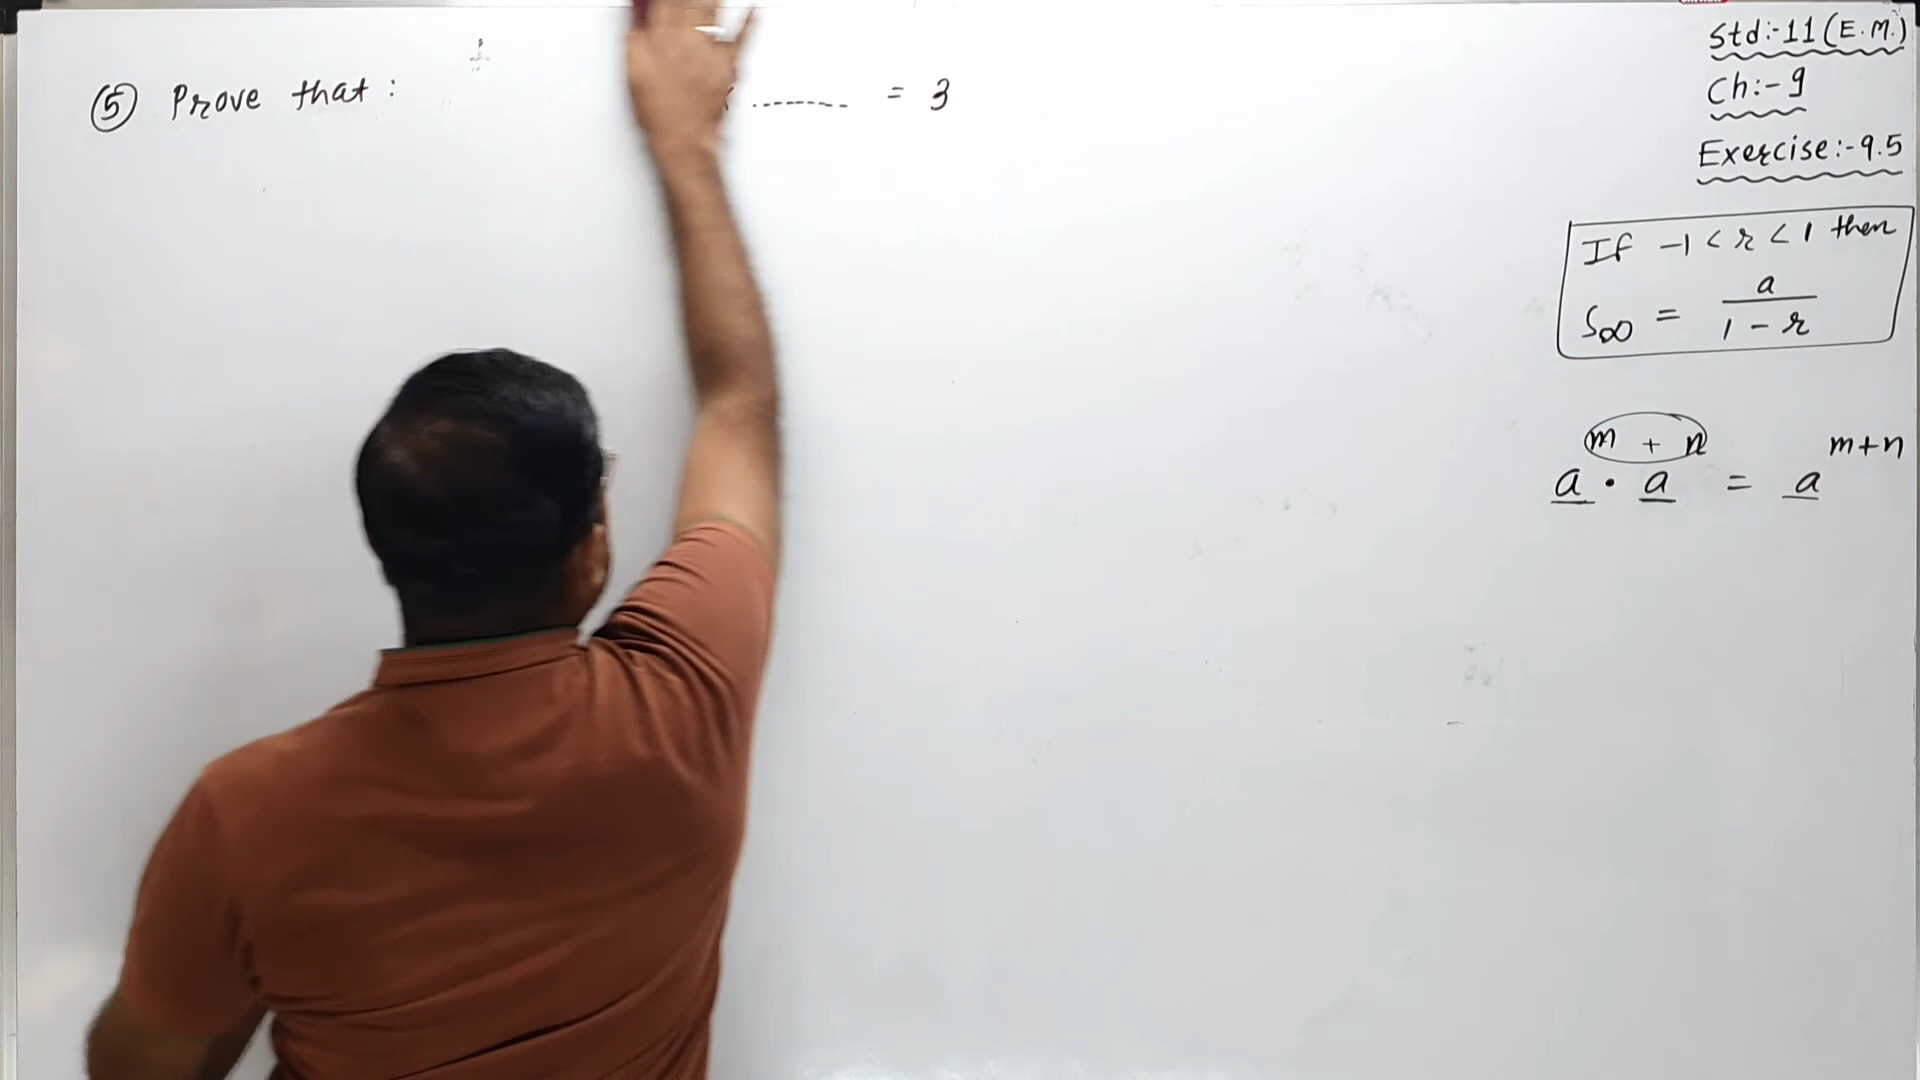 ⑤ Prove that : -------- = 3
Std:-11 (E.M.)
Ch:-9
Exercise:-9.5
If -1 < r < 1 then
S∞ = a / 1 - r
a^m · a^n = a^m+n